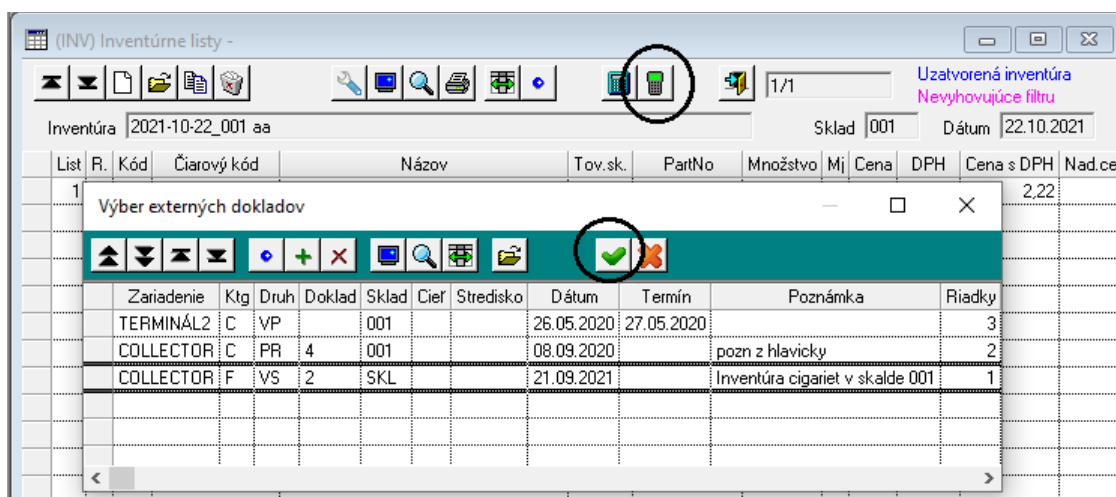 (INV) Inventúrne listy -
1/1
Uzatvorená inventúra
Nevyhovujúce filtru
Inventúra 2021-10-22_001 aa Sklad 001 Dátum 22.10.2021
List R. Kód Čiarový kód Názov Tov.sk. PartNo Množstvo Mj Cena DPH Cena s DPH Nad.ce
1 2,22
Výber externých dokladov
Zariadenie Ktg Druh Doklad Sklad Cieľ Stredisko Dátum Termín Poznámka Riadky
TERMINÁL2 C VP 001 26.05.2020 27.05.2020 3
COLLECTOR C PR 4 001 08.09.2020 pozn z hlavicky 2
COLLECTOR F VS 2 SKL 21.09.2021 Inventúra cigariet v skalde 001 1